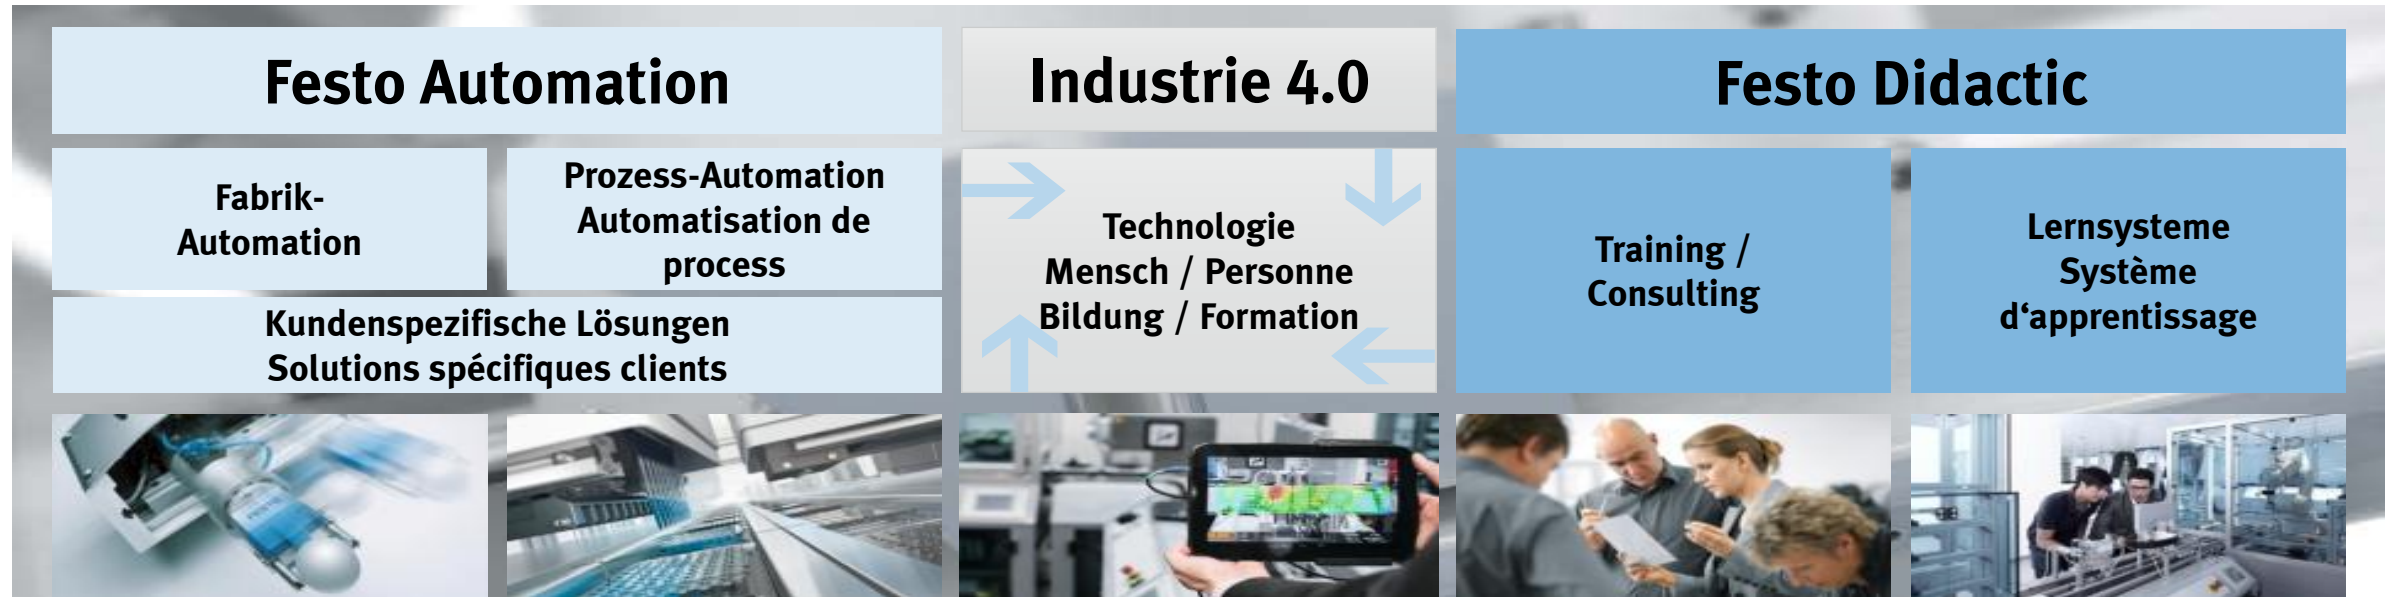 Festo Automation
Industrie 4.0
Festo Didactic
Fabrik-
Automation
Prozess-Automation
Automatisation de
process
Kundenspezifische Lösungen
Solutions spécifiques clients
Technologie
Mensch / Personne
Bildung / Formation
Training /
Consulting
Lernsysteme
Système
d‘apprentissage
FESTO